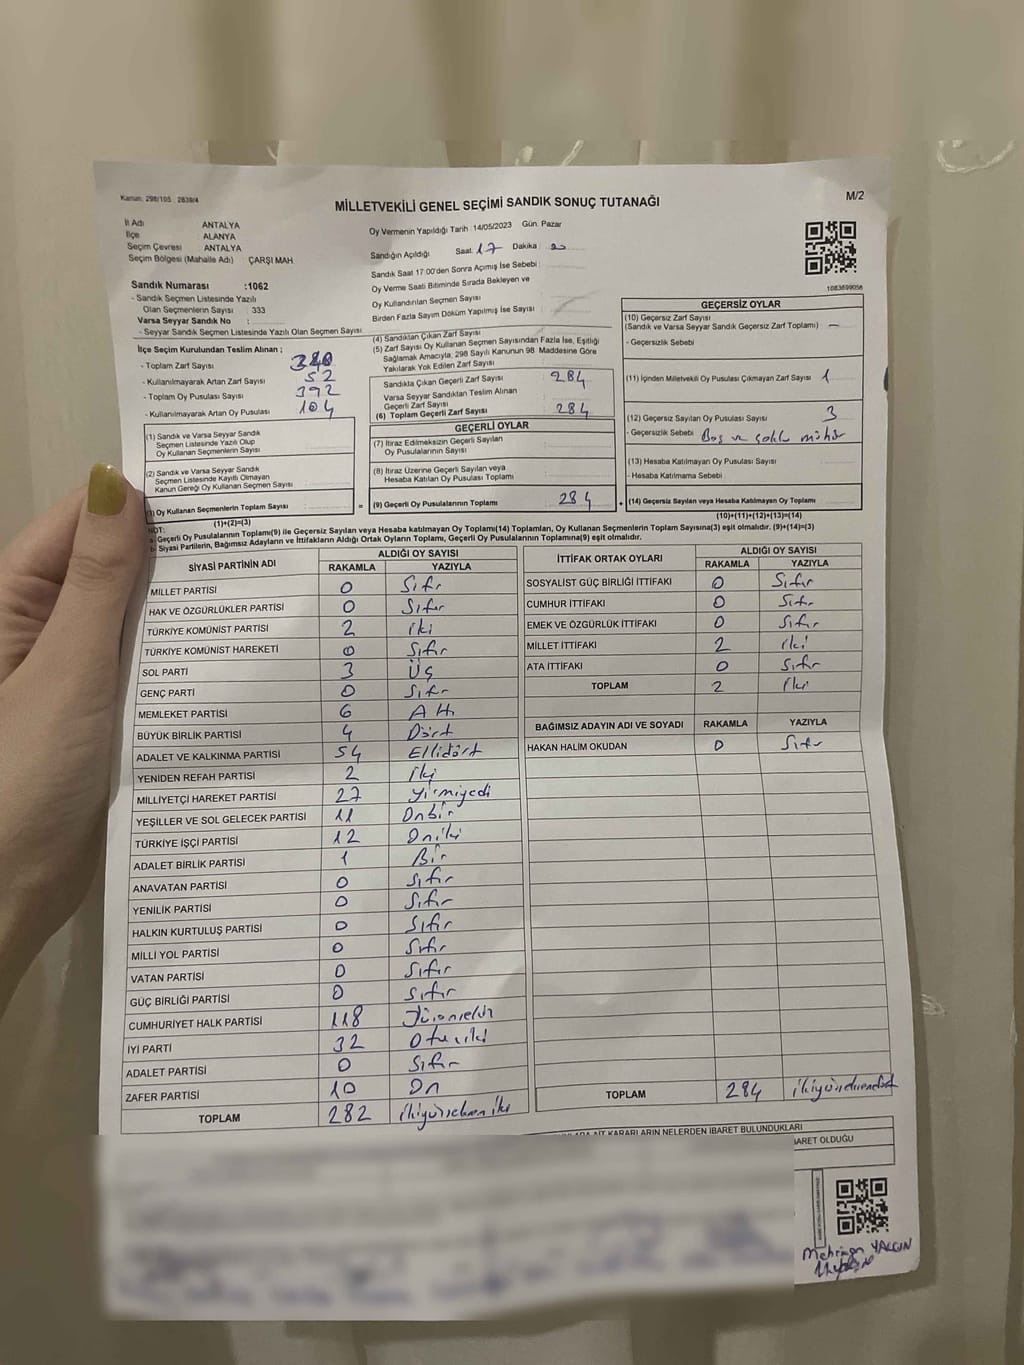 Kanun: 298/105 2839/4
MİLLETVEKİLİ GENEL SEÇİMİ SANDIK SONUÇ TUTANAĞI
M/2
İl Adı ANTALYA
İlçe ALANYA
Seçim Çevresi ANTALYA
Seçim Bölgesi (Mahalle Adı) ÇARŞI MAH
Oy Vermenin Yapıldığı Tarih :14/05/2023 Gün: Pazar
Sandığın Açıldığı Saat: 17 Dakika :
Sandık Saat 17:00'den Sonra Açılmış İse Sebebi :
Oy Verme Saati Bitiminde Sırada Bekleyen ve
Oy Kullandırılan Seçmen Sayısı
Birden Fazla Sayım Döküm Yapılmış İse Sayısı :
1083699056
Sandık Numarası :1062
- Sandık Seçmen Listesinde Yazılı
Olan Seçmenlerin Sayısı : 333
Varsa Seyyar Sandık No :
- Seyyar Sandık Seçmen Listesinde Yazılı Olan Seçmen Sayısı
İlçe Seçim Kurulundan Teslim Alınan ;
- Toplam Zarf Sayısı
- Kullanılmayarak Artan Zarf Sayısı 52
- Toplam Oy Pusulası Sayısı 392
- Kullanılmayarak Artan Oy Pusulası 104
(1) Sandık ve Varsa Seyyar Sandık
Seçmen Listesinde Yazılı Olup
Oy Kullanan Seçmenlerin Sayısı
(2) Sandık ve Varsa Seyyar Sandık
Seçmen Listesinde Kayıtlı Olmayan
Kanun Gereği Oy Kullanan Seçmen Sayısı
Oy Kullanan Seçmenlerin Toplam Sayısı
(1)+(2)=(3)
(4) Sandıktan Çıkan Zarf Sayısı
(5) Zarf Sayısı Oy Kullanan Seçmen Sayısından Fazla İse, Eşitliği
Sağlamak Amacıyla, 298 Sayılı Kanunun 98. Maddesine Göre
Yakılarak Yok Edilen Zarf Sayısı
Sandıkla Çıkan Geçerli Zarf Sayısı 284
Varsa Seyyar Sandıktan Teslim Alınan
Geçerli Zarf Sayısı
(6) Toplam Geçerli Zarf Sayısı 284
GEÇERLİ OYLAR
(7) İtiraz Edilmeksizin Geçerli Sayılan
Oy Pusulalarının Sayısı
(8) İtiraz Üzerine Geçerli Sayılan veya
Hesaba Katılan Oy Pusulası Toplamı
= (9) Geçerli Oy Pusulalarının Toplamı 284
GEÇERSİZ OYLAR
(10) Geçersiz Zarf Sayısı
(Sandık ve Varsa Seyyar Sandık Geçersiz Zarf Toplamı) —
- Geçersizlik Sebebi
(11) İçinden Milletvekili Oy Pusulası Çıkmayan Zarf Sayısı 1
(12) Geçersiz Sayılan Oy Pusulası Sayısı 3
- Geçersizlik Sebebi Boş ve çoklu mühür
(13) Hesaba Katılmayan Oy Pusulası Sayısı
- Hesaba Katılmama Sebebi
+ (14) Geçersiz Sayılan veya Hesaba Katılmayan Oy Toplamı
(10)+(11)+(12)+(13)=(14)
NOT:
a- Geçerli Oy Pusulalarının Toplamı(9) ile Geçersiz Sayılan veya Hesaba katılmayan Oy Toplamı(14) Toplamları, Oy Kullanan Seçmenlerin Toplam Sayısına(3) eşit olmalıdır. (9)+(14)=(3)
b- Siyasi Partilerin, Bağımsız Adayların ve İttifakların Aldığı Ortak Oyların Toplamı, Geçerli Oy Pusulalarının Toplamına(9) eşit olmalıdır.
SİYASİ PARTİNİN ADI ALDIĞI OY SAYISI
RAKAMLA YAZIYLA
MİLLET PARTİSİ 0 Sıfır
HAK VE ÖZGÜRLÜKLER PARTİSİ 0 Sıfır
TÜRKİYE KOMÜNİST PARTİSİ 2 İki
TÜRKİYE KOMÜNİST HAREKETİ 0 Sıfır
SOL PARTİ 3 Üç
GENÇ PARTİ 0 Sıfır
MEMLEKET PARTİSİ 6 Altı
BÜYÜK BİRLİK PARTİSİ 4 Dört
ADALET VE KALKINMA PARTİSİ 54 Ellidört
YENİDEN REFAH PARTİSİ 2 İki
MİLLİYETÇİ HAREKET PARTİSİ 27 Yirmiyedi
YEŞİLLER VE SOL GELECEK PARTİSİ 11 Onbir
TÜRKİYE İŞÇİ PARTİSİ 12 Oniki
ADALET BİRLİK PARTİSİ 1 Bir
ANAVATAN PARTİSİ 0 Sıfır
YENİLİK PARTİSİ 0 Sıfır
HALKIN KURTULUŞ PARTİSİ 0 Sıfır
MİLLİ YOL PARTİSİ 0 Sıfır
VATAN PARTİSİ 0 Sıfır
GÜÇ BİRLİĞİ PARTİSİ 0 Sıfır
CUMHURİYET HALK PARTİSİ 118 Yüzonsekiz
İYİ PARTİ 32 Otuziki
ADALET PARTİSİ 0 Sıfır
ZAFER PARTİSİ 10 On
TOPLAM 282 ikiyüzseksen iki
İTTİFAK ORTAK OYLARI ALDIĞI OY SAYISI
RAKAMLA YAZIYLA
SOSYALİST GÜÇ BİRLİĞİ İTTİFAKI 0 Sıfır
CUMHUR İTTİFAKI 0 Sıfır
EMEK VE ÖZGÜRLÜK İTTİFAKI 0 Sıfır
MİLLET İTTİFAKI 2 İki
ATA İTTİFAKI 0 Sıfır
TOPLAM 2 İki
BAĞIMSIZ ADAYIN ADI VE SOYADI RAKAMLA YAZIYLA
HAKAN HALIM OKUDAN 0 Sıfır
TOPLAM 284 ikiyüzseksendört
AİT KARARLARIN NELERDEN İBARET BULUNDUKLARI
BARET OLDUĞU
YALÇIN